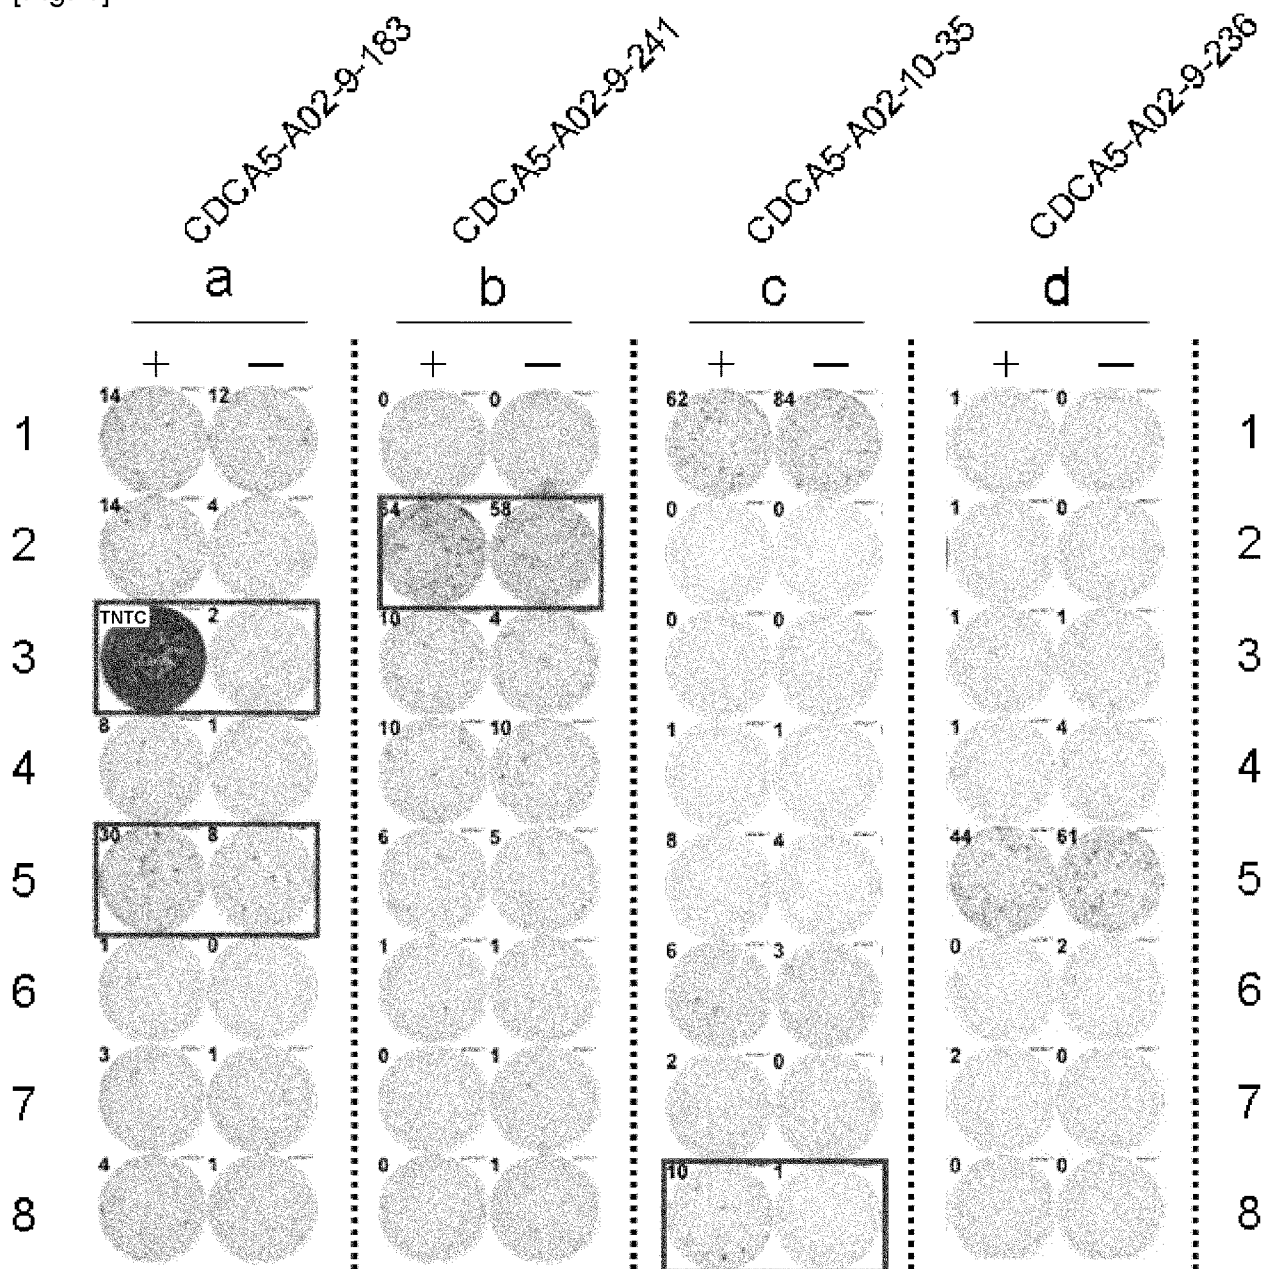 CDCA5-A02-9-183 CDCA5-A02-9-241 CDCA5-A02-10-35 CDCA5-A02-9-236
a b c d
+ − + − + − + −
1 14 12 0 0 62 84 1 0 1
2 14 4 58 0 0 1 0 2
3 TNTC 2 10 4 0 0 1 1 3
4 8 1 10 10 1 1 1 4 4
5 30 8 6 5 8 4 44 61 5
6 1 0 1 1 6 3 0 2 6
7 3 1 0 1 2 0 2 0 7
8 4 1 0 1 10 1 0 0 8